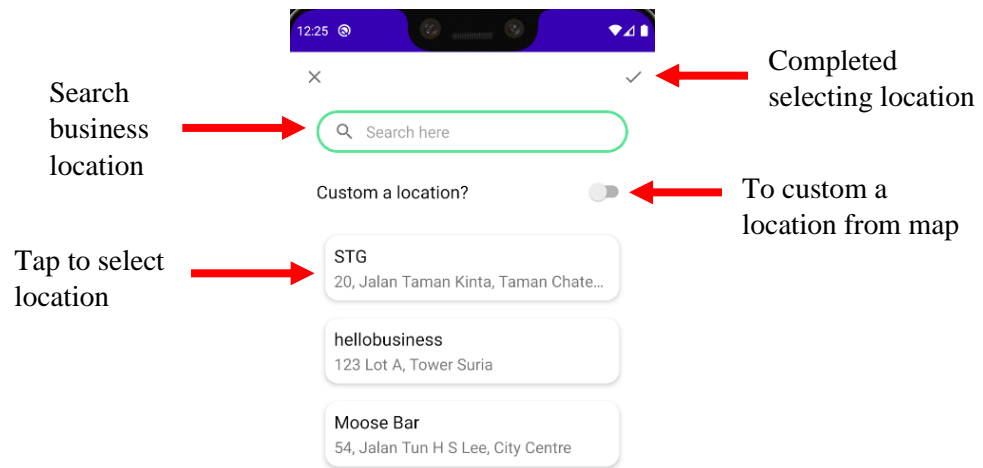 12:25
Completed
selecting location
Search
business
location
Search here
Custom a location?
To custom a
location from map
Tap to select
location
STG
20, Jalan Taman Kinta, Taman Chate...
hellobusiness
123 Lot A, Tower Suria
Moose Bar
54, Jalan Tun H S Lee, City Centre